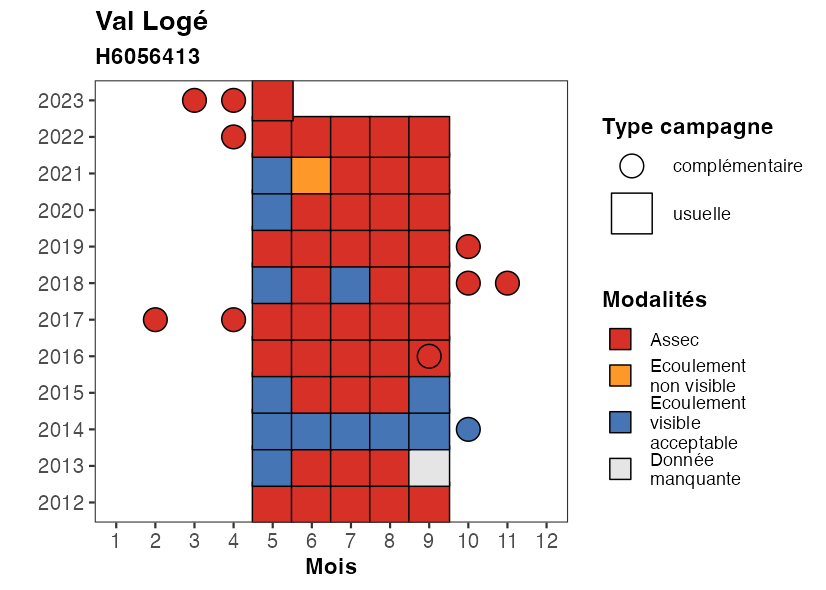 Val Logé
H6056413
2023
2022
2021
2020
2019
2018
2017
2016
2015
2014
2013
2012
1 2 3 4 5 6 7 8 9 10 11 12
Mois
Type campagne
complémentaire
usuelle
Modalités
Assec
Ecoulement
non visible
Ecoulement
visible
acceptable
Donnée
manquante